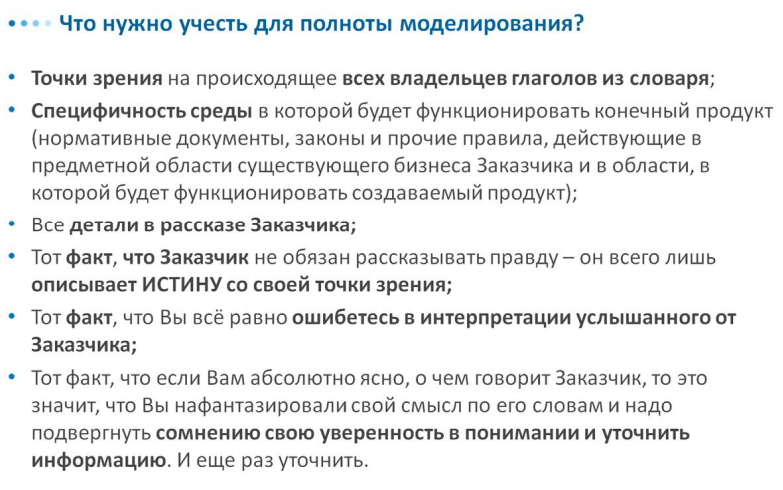 Что нужно учесть для полноты моделирования?
• Точки зрения на происходящее всех владельцев глаголов из словаря;
• Специфичность среды в которой будет функционировать конечный продукт
(нормативные документы, законы и прочие правила, действующие в
предметной области существующего бизнеса Заказчика и в области, в
которой будет функционировать создаваемый продукт);
• Все детали в рассказе Заказчика;
• Тот факт, что Заказчик не обязан рассказывать правду – он всего лишь
описывает ИСТИНУ со своей точки зрения;
• Тот факт, что Вы всё равно ошибетесь в интерпретации услышанного от
Заказчика;
• Тот факт, что если Вам абсолютно ясно, о чем говорит Заказчик, то это
значит, что Вы нафантазировали свой смысл по его словам и надо
подвергнуть сомнению свою уверенность в понимании и уточнить
информацию. И еще раз уточнить.